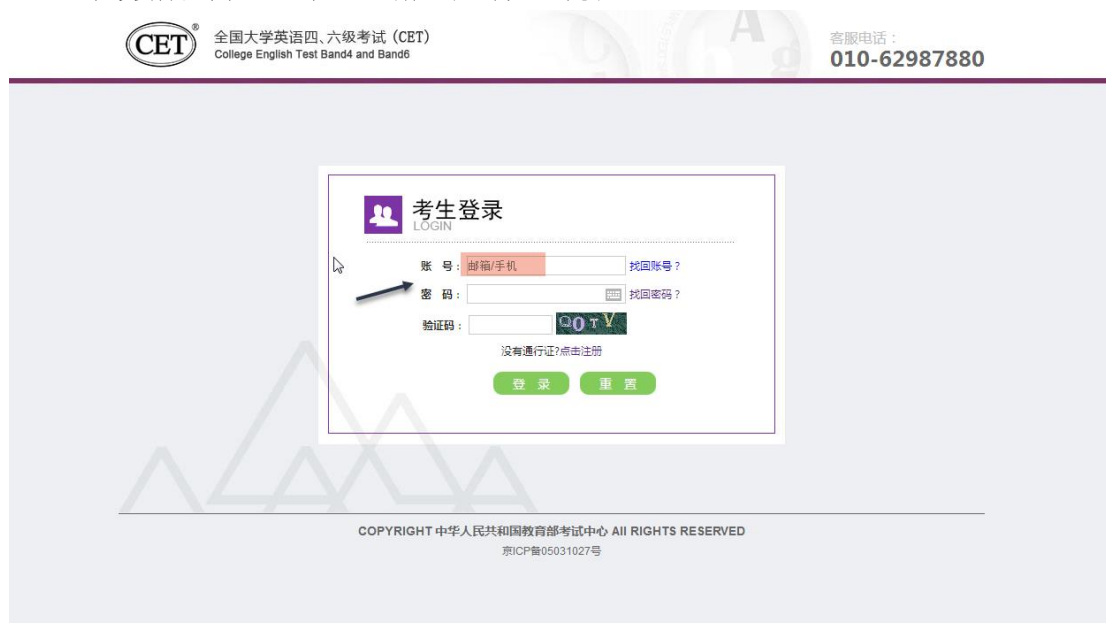 CET®
全国大学英语四、六级考试（CET）
College English Test Band4 and Band6
客服电话：
010-62987880
考生登录
LOGIN
账 号：邮箱/手机 找回账号？
密 码： 找回密码？
验证码： QOTV
没有通行证?点击注册
登 录 重 置
COPYRIGHT 中华人民共和国教育部考试中心 All RIGHTS RESERVED
京ICP备05031027号